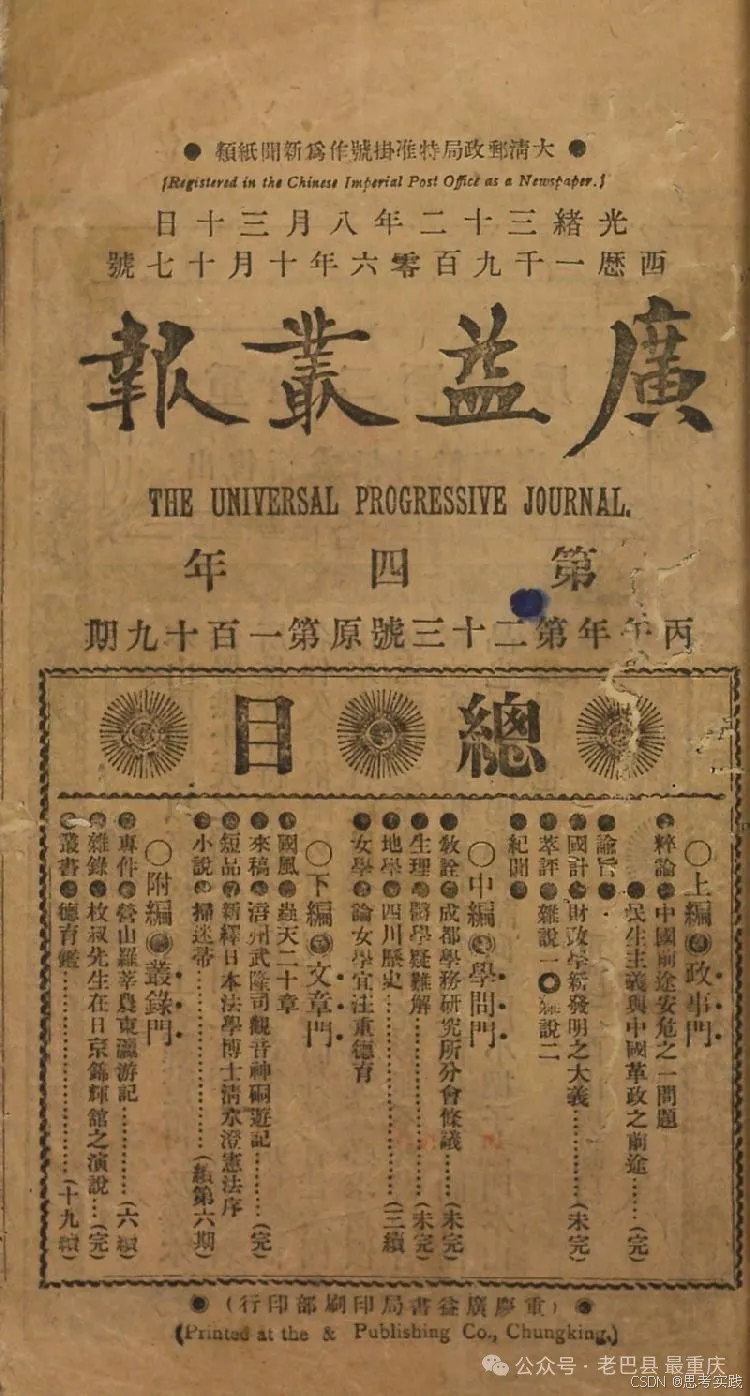 ●大清郵政局特准掛號作爲新聞紙類●
{Registered in the Chinese Imperial Post Office as a Newspaper.}
光緒三十二年八月三十日
西歷一千九百零六年十月十七號
廣益叢報
THE UNIVERSAL PROGRESSIVE JOURNAL.
第四年
丙午年第二十三號原第一百十九期
總目
○上編●政事門
粹論●中國前途安危之一問題
●民生主義與中國革政之前途……(完)
諭旨●
國計●財政學新發明之大義……(未完)
萃評●雜說一●雜說二
紀聞●
○中編●學問門
教詮●成都學務研究所分會條議……(未完)
生理●醫學疑難解……(未完)
地學●四川歷史……(三續)
女學●論女學宜注重德育
○下編●文章門
國風●蟲天二十章
來稿●涪州武隆司觀音神硐遊記……(完)
短品●新繹日本法學博士清水澄憲法序
小說●掃迷帚……(續第六期)
○附編●叢錄門
專件●營山羅莘農東瀛游記……(六續)
雜錄●枚叔先生在日京錦輝舘之演說…(完)
叢書●德育鑑……(十九續)
●(重慶廣益書局印刷部印行)●
(Printed at the & Publishing Co., Chungking.)
公众号·老巴县 最重庆
CSDN @思考实践